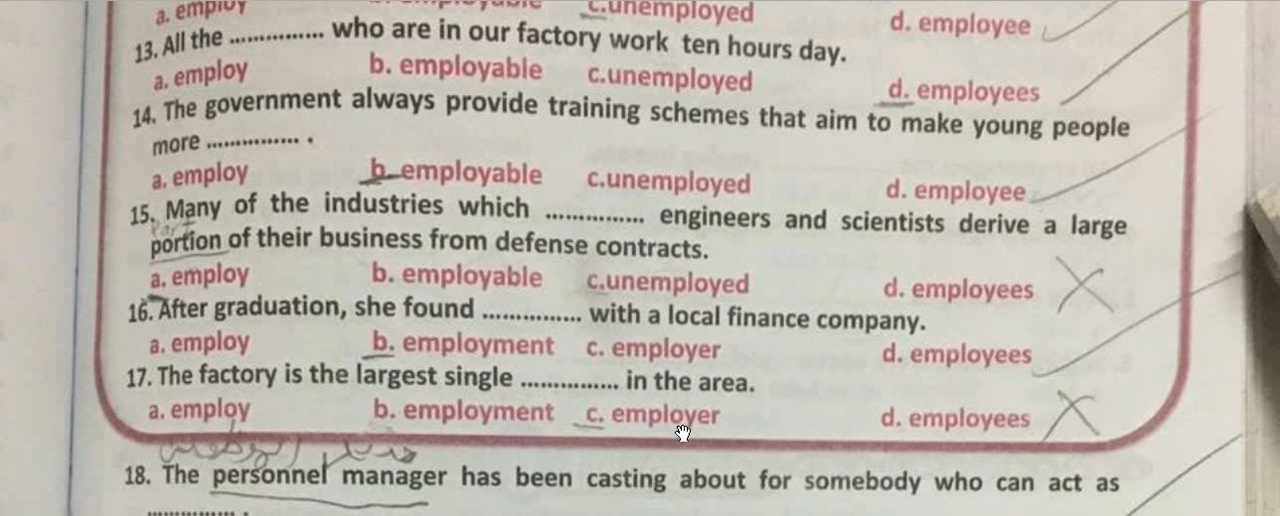 a. employ c.unemployed d. employee
13. All the .............. who are in our factory work ten hours day.
a. employ b. employable c.unemployed d. employees
14. The government always provide training schemes that aim to make young people
more .............. .
a. employ b. employable c.unemployed d. employee
15. Many of the industries which .............. engineers and scientists derive a large
portion of their business from defense contracts.
a. employ b. employable c.unemployed d. employees
16. After graduation, she found .............. with a local finance company.
a. employ b. employment c. employer d. employees
17. The factory is the largest single .............. in the area.
a. employ b. employment c. employer d. employees
18. The personnel manager has been casting about for somebody who can act as
.............. .